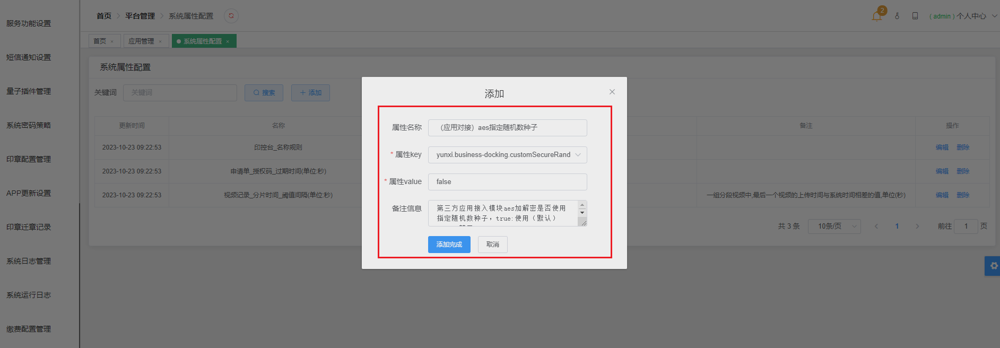 服务功能设置
短信通知设置
量子插件管理
系统密码策略
印章配置管理
APP更新设置
印章迁章记录
系统日志管理
系统运行日志
缴费配置管理
首页 > 平台管理 > 系统属性配置
2
( admin ) 个人中心
首页 ×
应用管理 ×
系统属性配置 ×
系统属性配置
关键词 关键词 搜索 + 添加
更新时间 名称 备注 操作
2023-10-23 09:22:53 印控台_名称规则 编辑 删除
2023-10-23 09:22:53 申请单_授权码_过期时间(单位:秒) 编辑 删除
2023-10-23 09:22:53 视频记录_分片时间_阈值间隔(单位:秒) 一组分段视频中,最后一个视频的上传时间与系统时间相差的值,单位(秒) 编辑 删除
共 3 条 10条/页 < 1 > 前往 1 页
添加 ×
属性名称 （应用对接）aes指定随机数种子
* 属性key yunxi.business-docking.customSecureRand
* 属性value false
备注信息 第三方应用接入模块aes加解密是否使用
指定随机数种子，true:使用（默认）
添加完成 取消